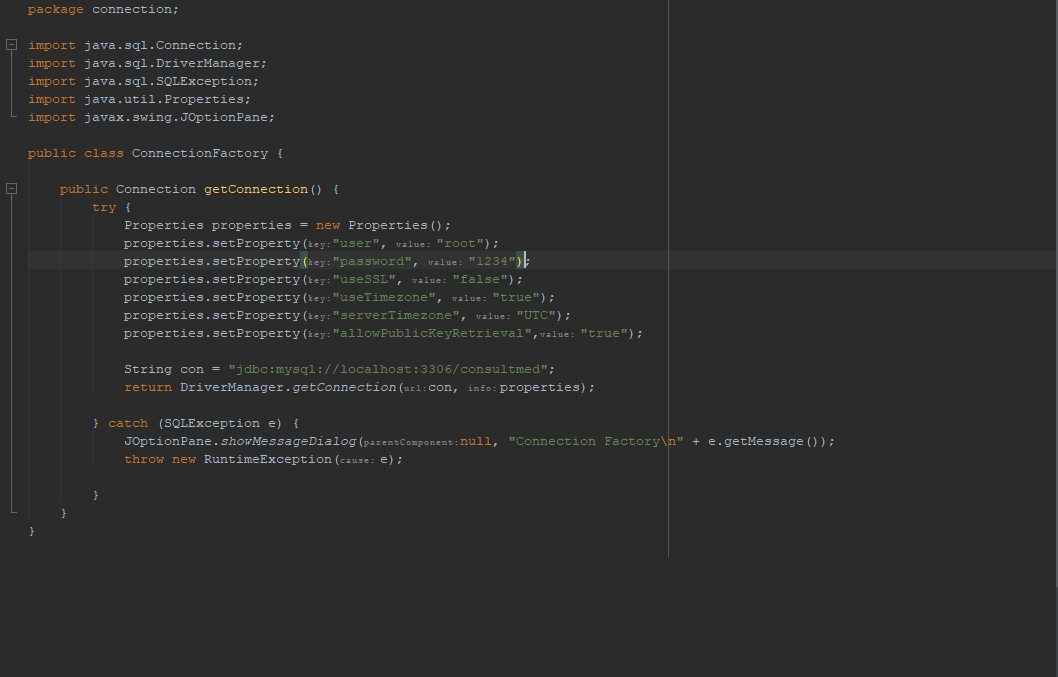 package connection;
import java.sql.Connection;
import java.sql.DriverManager;
import java.sql.SQLException;
import java.util.Properties;
import javax.swing.JOptionPane;
public class ConnectionFactory {
public Connection getConnection() {
try {
Properties properties = new Properties();
properties.setProperty(key:"user", value: "root");
properties.setProperty(key:"password", value: "1234");
properties.setProperty(key:"useSSL", value: "false");
properties.setProperty(key:"useTimezone", value: "true");
properties.setProperty(key:"serverTimezone", value: "UTC");
properties.setProperty(key:"allowPublicKeyRetrieval",value: "true");
String con = "jdbc:mysql://localhost:3306/consultmed";
return DriverManager.getConnection(url:con, info:properties);
} catch (SQLException e) {
JOptionPane.showMessageDialog(parentComponent:null, "Connection Factory\n" + e.getMessage());
throw new RuntimeException(cause: e);
}
}
}